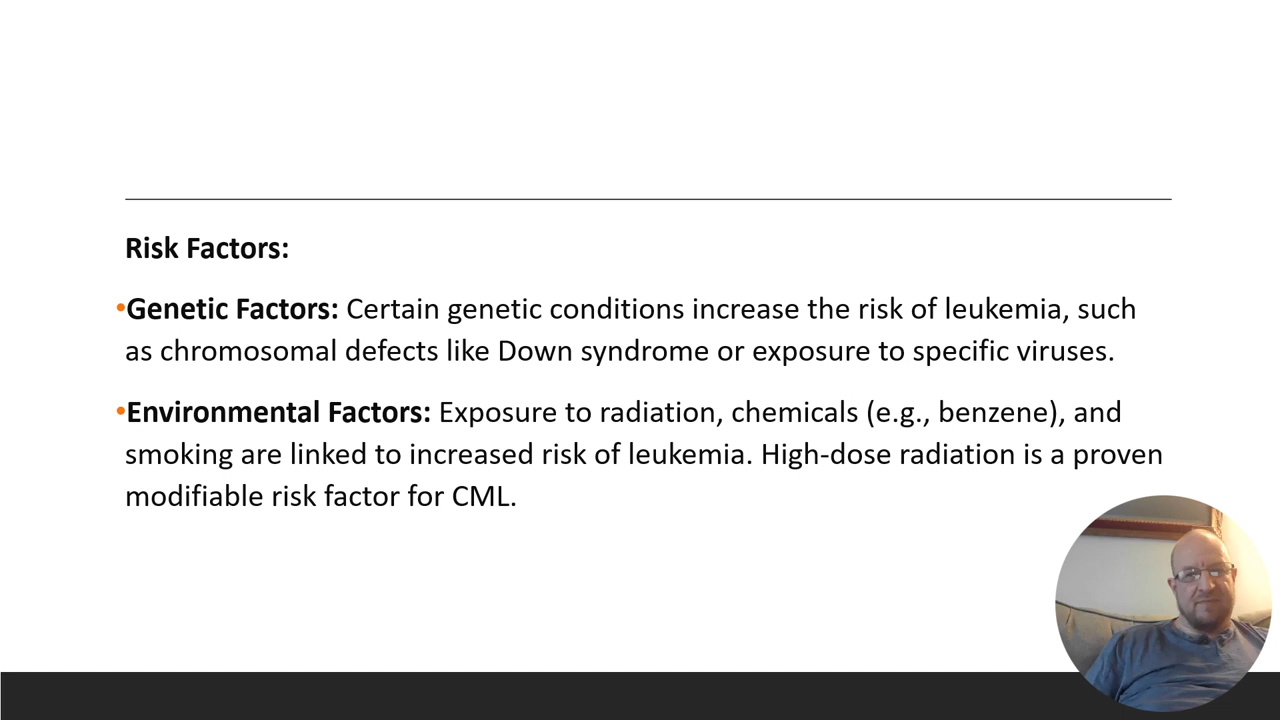 Risk Factors:
•Genetic Factors: Certain genetic conditions increase the risk of leukemia, such
as chromosomal defects like Down syndrome or exposure to specific viruses.
•Environmental Factors: Exposure to radiation, chemicals (e.g., benzene), and
smoking are linked to increased risk of leukemia. High-dose radiation is a proven
modifiable risk factor for CML.